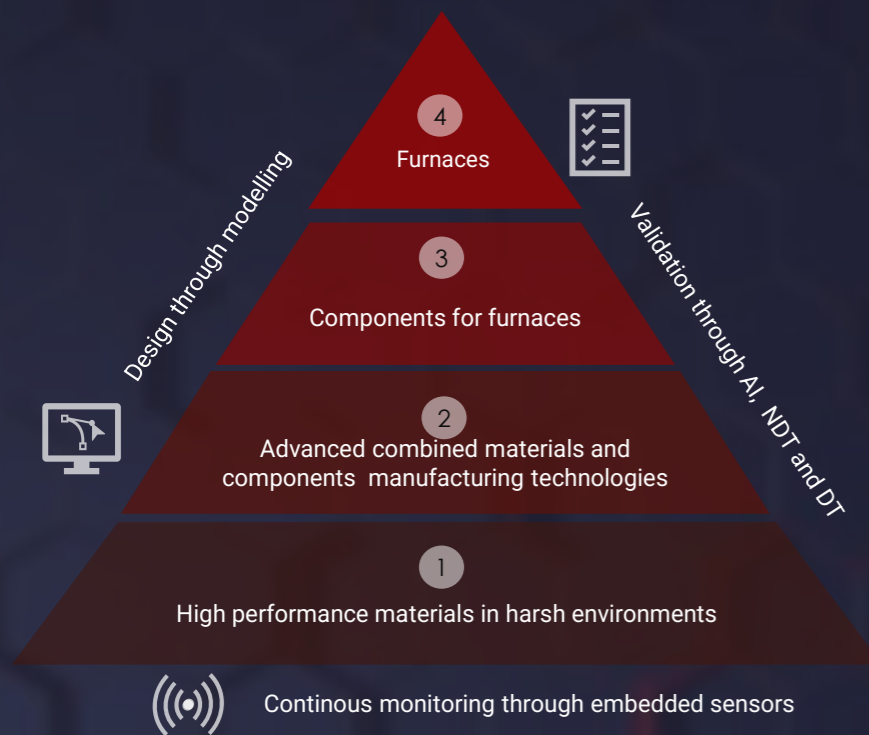 4
Furnaces
Design through modelling
Validation through AI, NDT and DT
3
Components for furnaces
2
Advanced combined materials and
components manufacturing technologies
1
High performance materials in harsh environments
Continous monitoring through embedded sensors